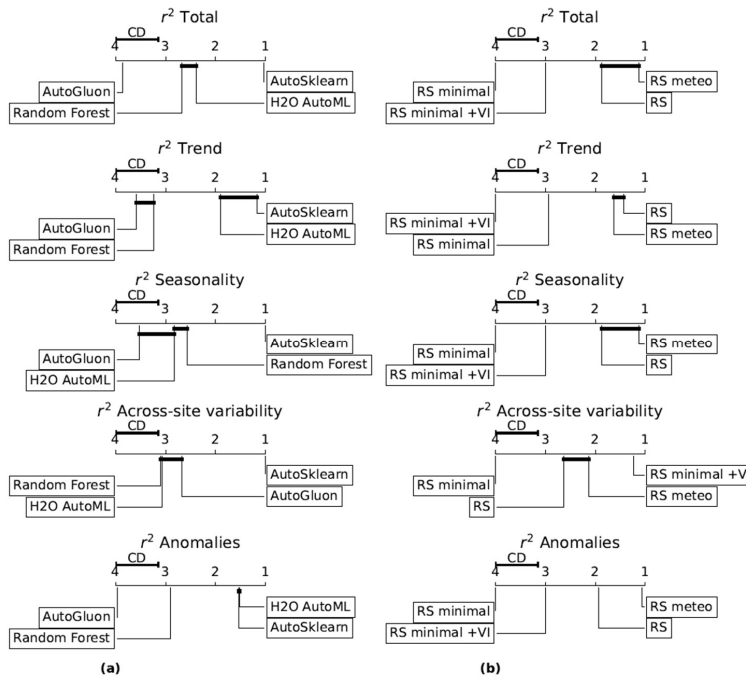 r² Total
CD
4 3 2 1
AutoGluon
Random Forest
AutoSklearn
H2O AutoML
r² Trend
CD
4 3 2 1
AutoGluon
Random Forest
AutoSklearn
H2O AutoML
r² Seasonality
CD
4 3 2 1
AutoGluon
H2O AutoML
AutoSklearn
Random Forest
r² Across-site variability
CD
4 3 2 1
Random Forest
H2O AutoML
AutoSklearn
AutoGluon
r² Anomalies
CD
4 3 2 1
AutoGluon
Random Forest
H2O AutoML
AutoSklearn
(a)
r² Total
CD
4 3 2 1
RS minimal
RS minimal +VI
RS meteo
RS
r² Trend
CD
4 3 2 1
RS minimal +VI
RS minimal
RS
RS meteo
r² Seasonality
CD
4 3 2 1
RS minimal
RS minimal +VI
RS meteo
RS
r² Across-site variability
CD
4 3 2 1
RS minimal
RS
RS minimal +V
RS meteo
r² Anomalies
CD
4 3 2 1
RS minimal
RS minimal +VI
RS meteo
RS
(b)